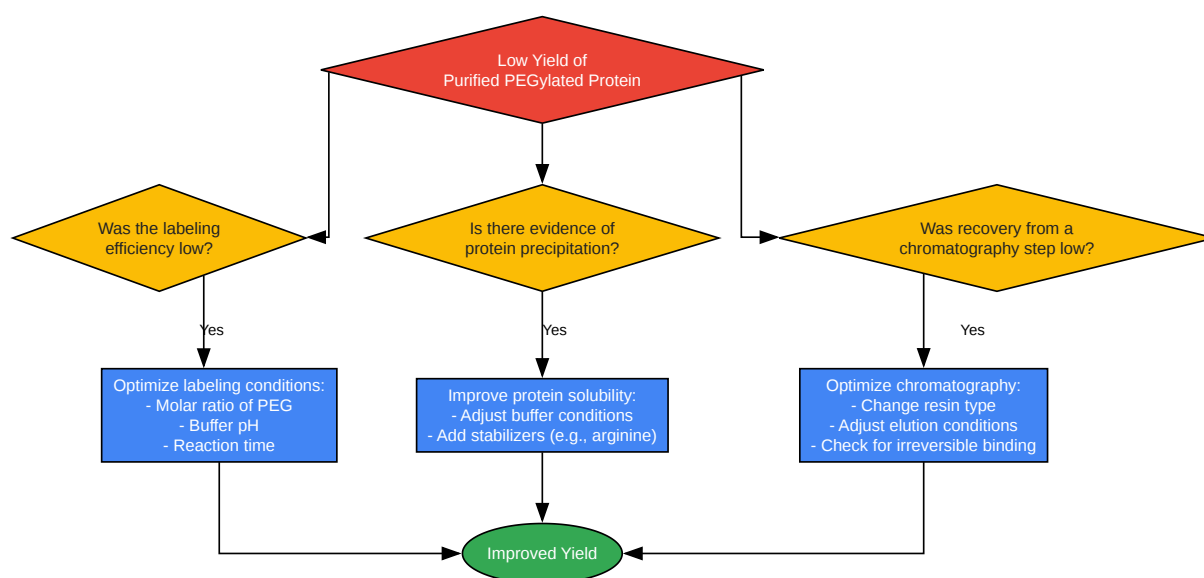 Low Yield of
Purified PEGylated Protein
Was the labeling
efficiency low?
Is there evidence of
protein precipitation?
Was recovery from a
chromatography step low?
Yes
Yes
Yes
Optimize labeling conditions:
- Molar ratio of PEG
- Buffer pH
- Reaction time
Improve protein solubility:
- Adjust buffer conditions
- Add stabilizers (e.g., arginine)
Optimize chromatography:
- Change resin type
- Adjust elution conditions
- Check for irreversible binding
Improved Yield